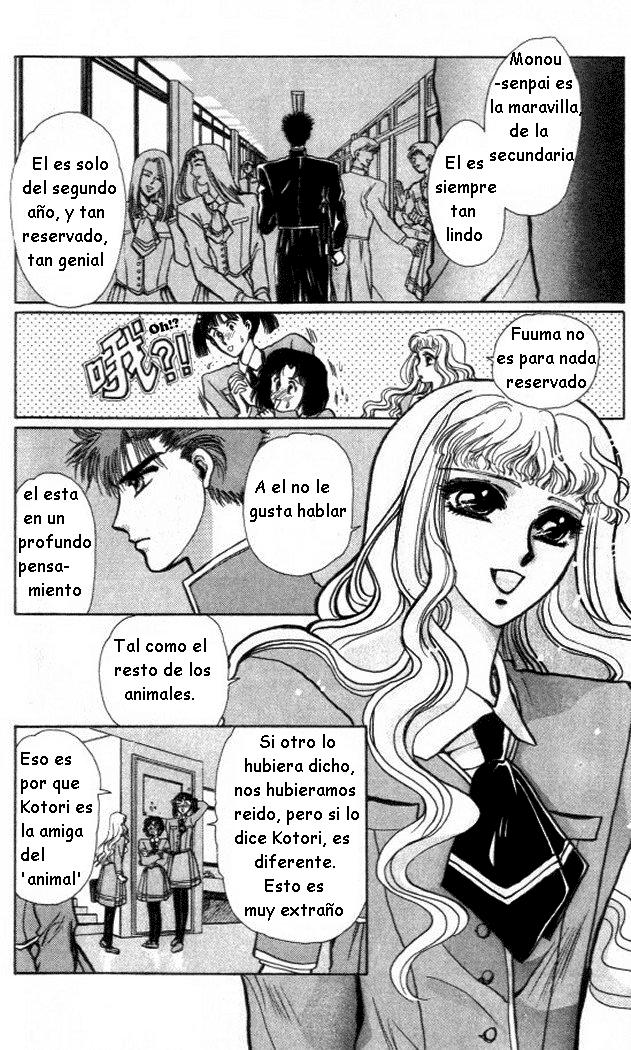 Monou
-senpai es
la maravilla,
de la
secundaria
El es
siempre
tan
lindo
El es solo
del segundo
año, y tan
reservado,
tan genial
Oh!?
哦?!
Fuuma no
es para nada
reservado
A el no le
gusta hablar
el esta
en un
profundo
pensa-
miento
Tal como el
resto de los
animales.
Si otro lo
hubiera dicho,
nos hubieramos
reido, pero si lo
dice Kotori, es
diferente.
Esto es
muy extraño
Eso es
por que
Kotori es
la amiga
del
'animal'